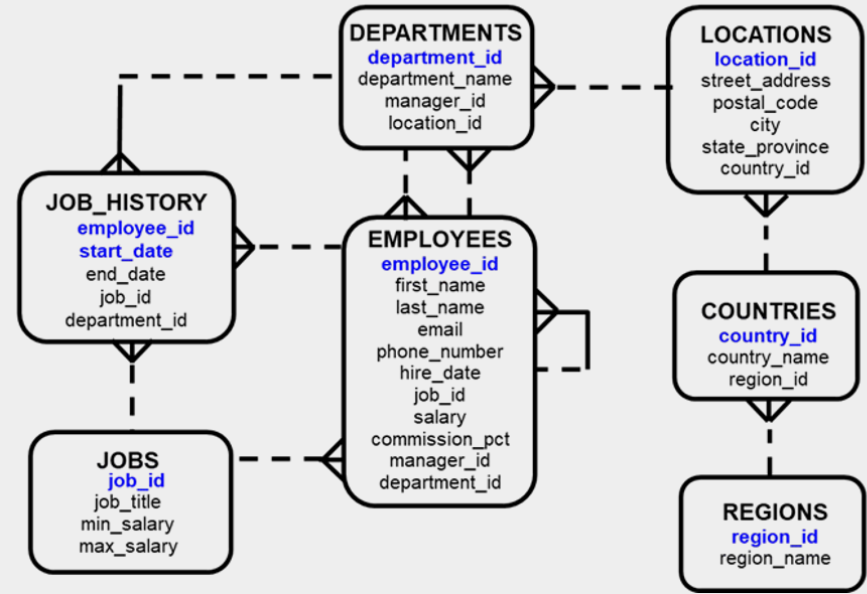 DEPARTMENTS
department_id
department_name
manager_id
location_id
LOCATIONS
location_id
street_address
postal_code
city
state_province
country_id
JOB_HISTORY
employee_id
start_date
end_date
job_id
department_id
EMPLOYEES
employee_id
first_name
last_name
email
phone_number
hire_date
job_id
salary
commission_pct
manager_id
department_id
COUNTRIES
country_id
country_name
region_id
JOBS
job_id
job_title
min_salary
max_salary
REGIONS
region_id
region_name